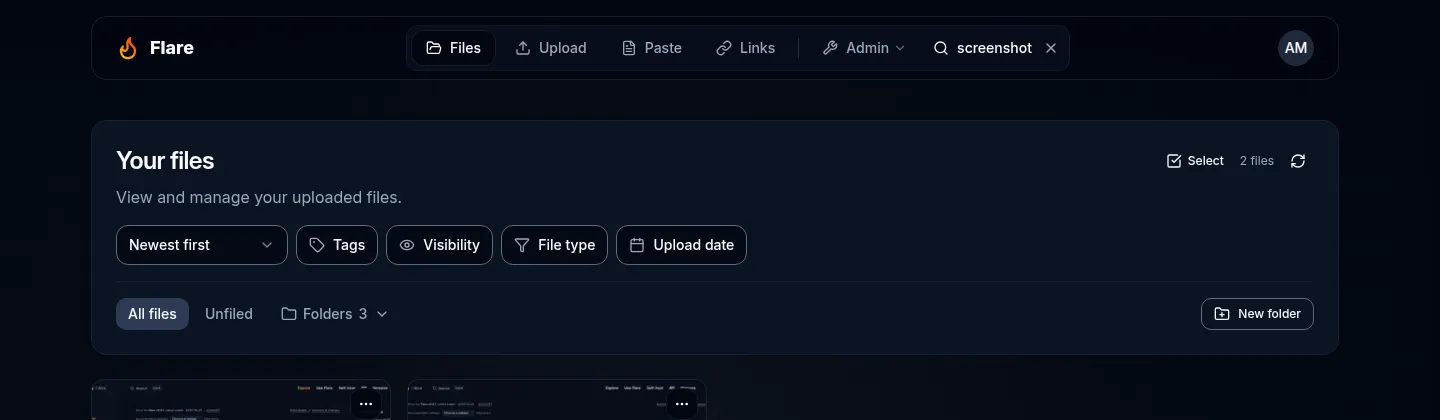 Flare
Files
Upload
Paste
Links
Admin
screenshot
AM
Your files
Select
2 files
View and manage your uploaded files.
Newest first
Tags
Visibility
File type
Upload date
All files
Unfiled
Folders 3
New folder